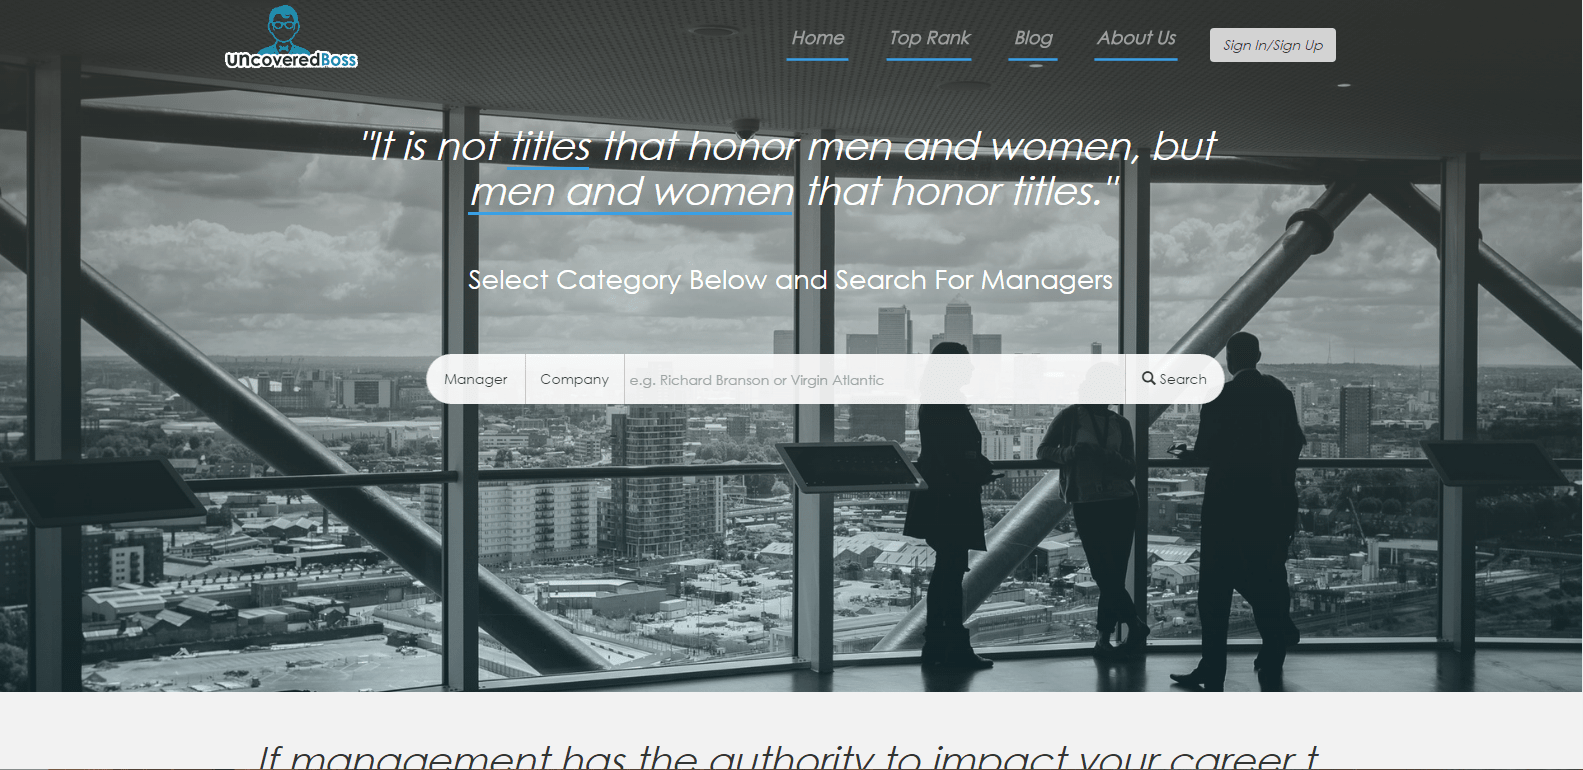 UncoveredBoss
Home Top Rank Blog About Us Sign In/Sign Up
"It is not titles that honor men and women, but
men and women that honor titles."
Select Category Below and Search For Managers
Manager Company e.g. Richard Branson or Virgin Atlantic Search
If management has the authority to impact your career t